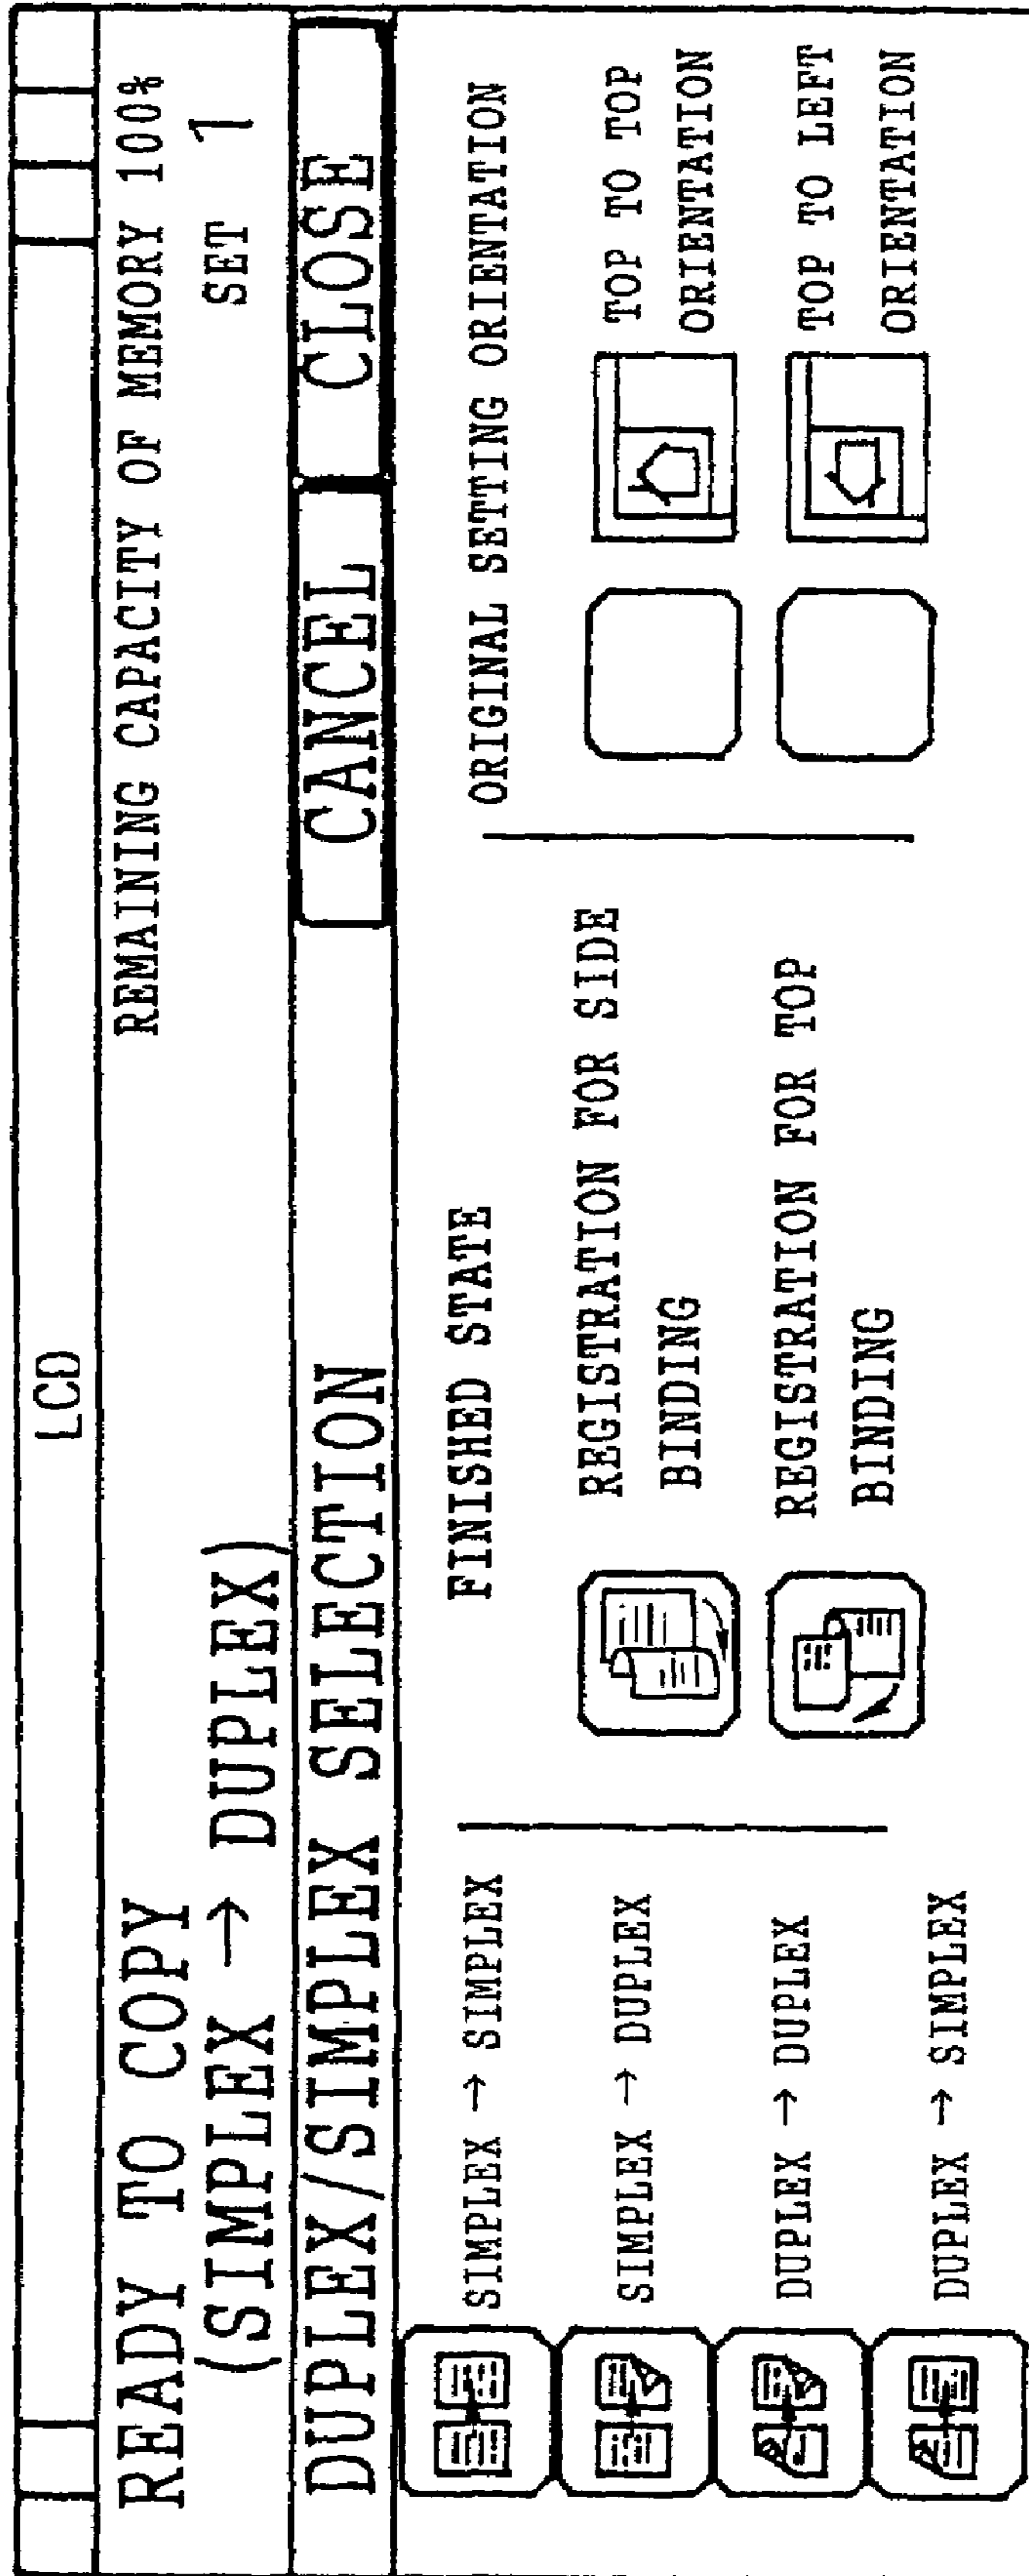 LCD
READY TO COPY
REMAINING CAPACITY OF MEMORY 100%
(SIMPLEX → DUPLEX)
SET 1
DUPLEX/SIMPLEX SELECTION
CANCEL
CLOSE
SIMPLEX → SIMPLEX
SIMPLEX → DUPLEX
DUPLEX → DUPLEX
DUPLEX → SIMPLEX
FINISHED STATE
REGISTRATION FOR SIDE
BINDING
REGISTRATION FOR TOP
BINDING
ORIGINAL SETTING ORIENTATION
TOP TO TOP
ORIENTATION
TOP TO LEFT
ORIENTATION